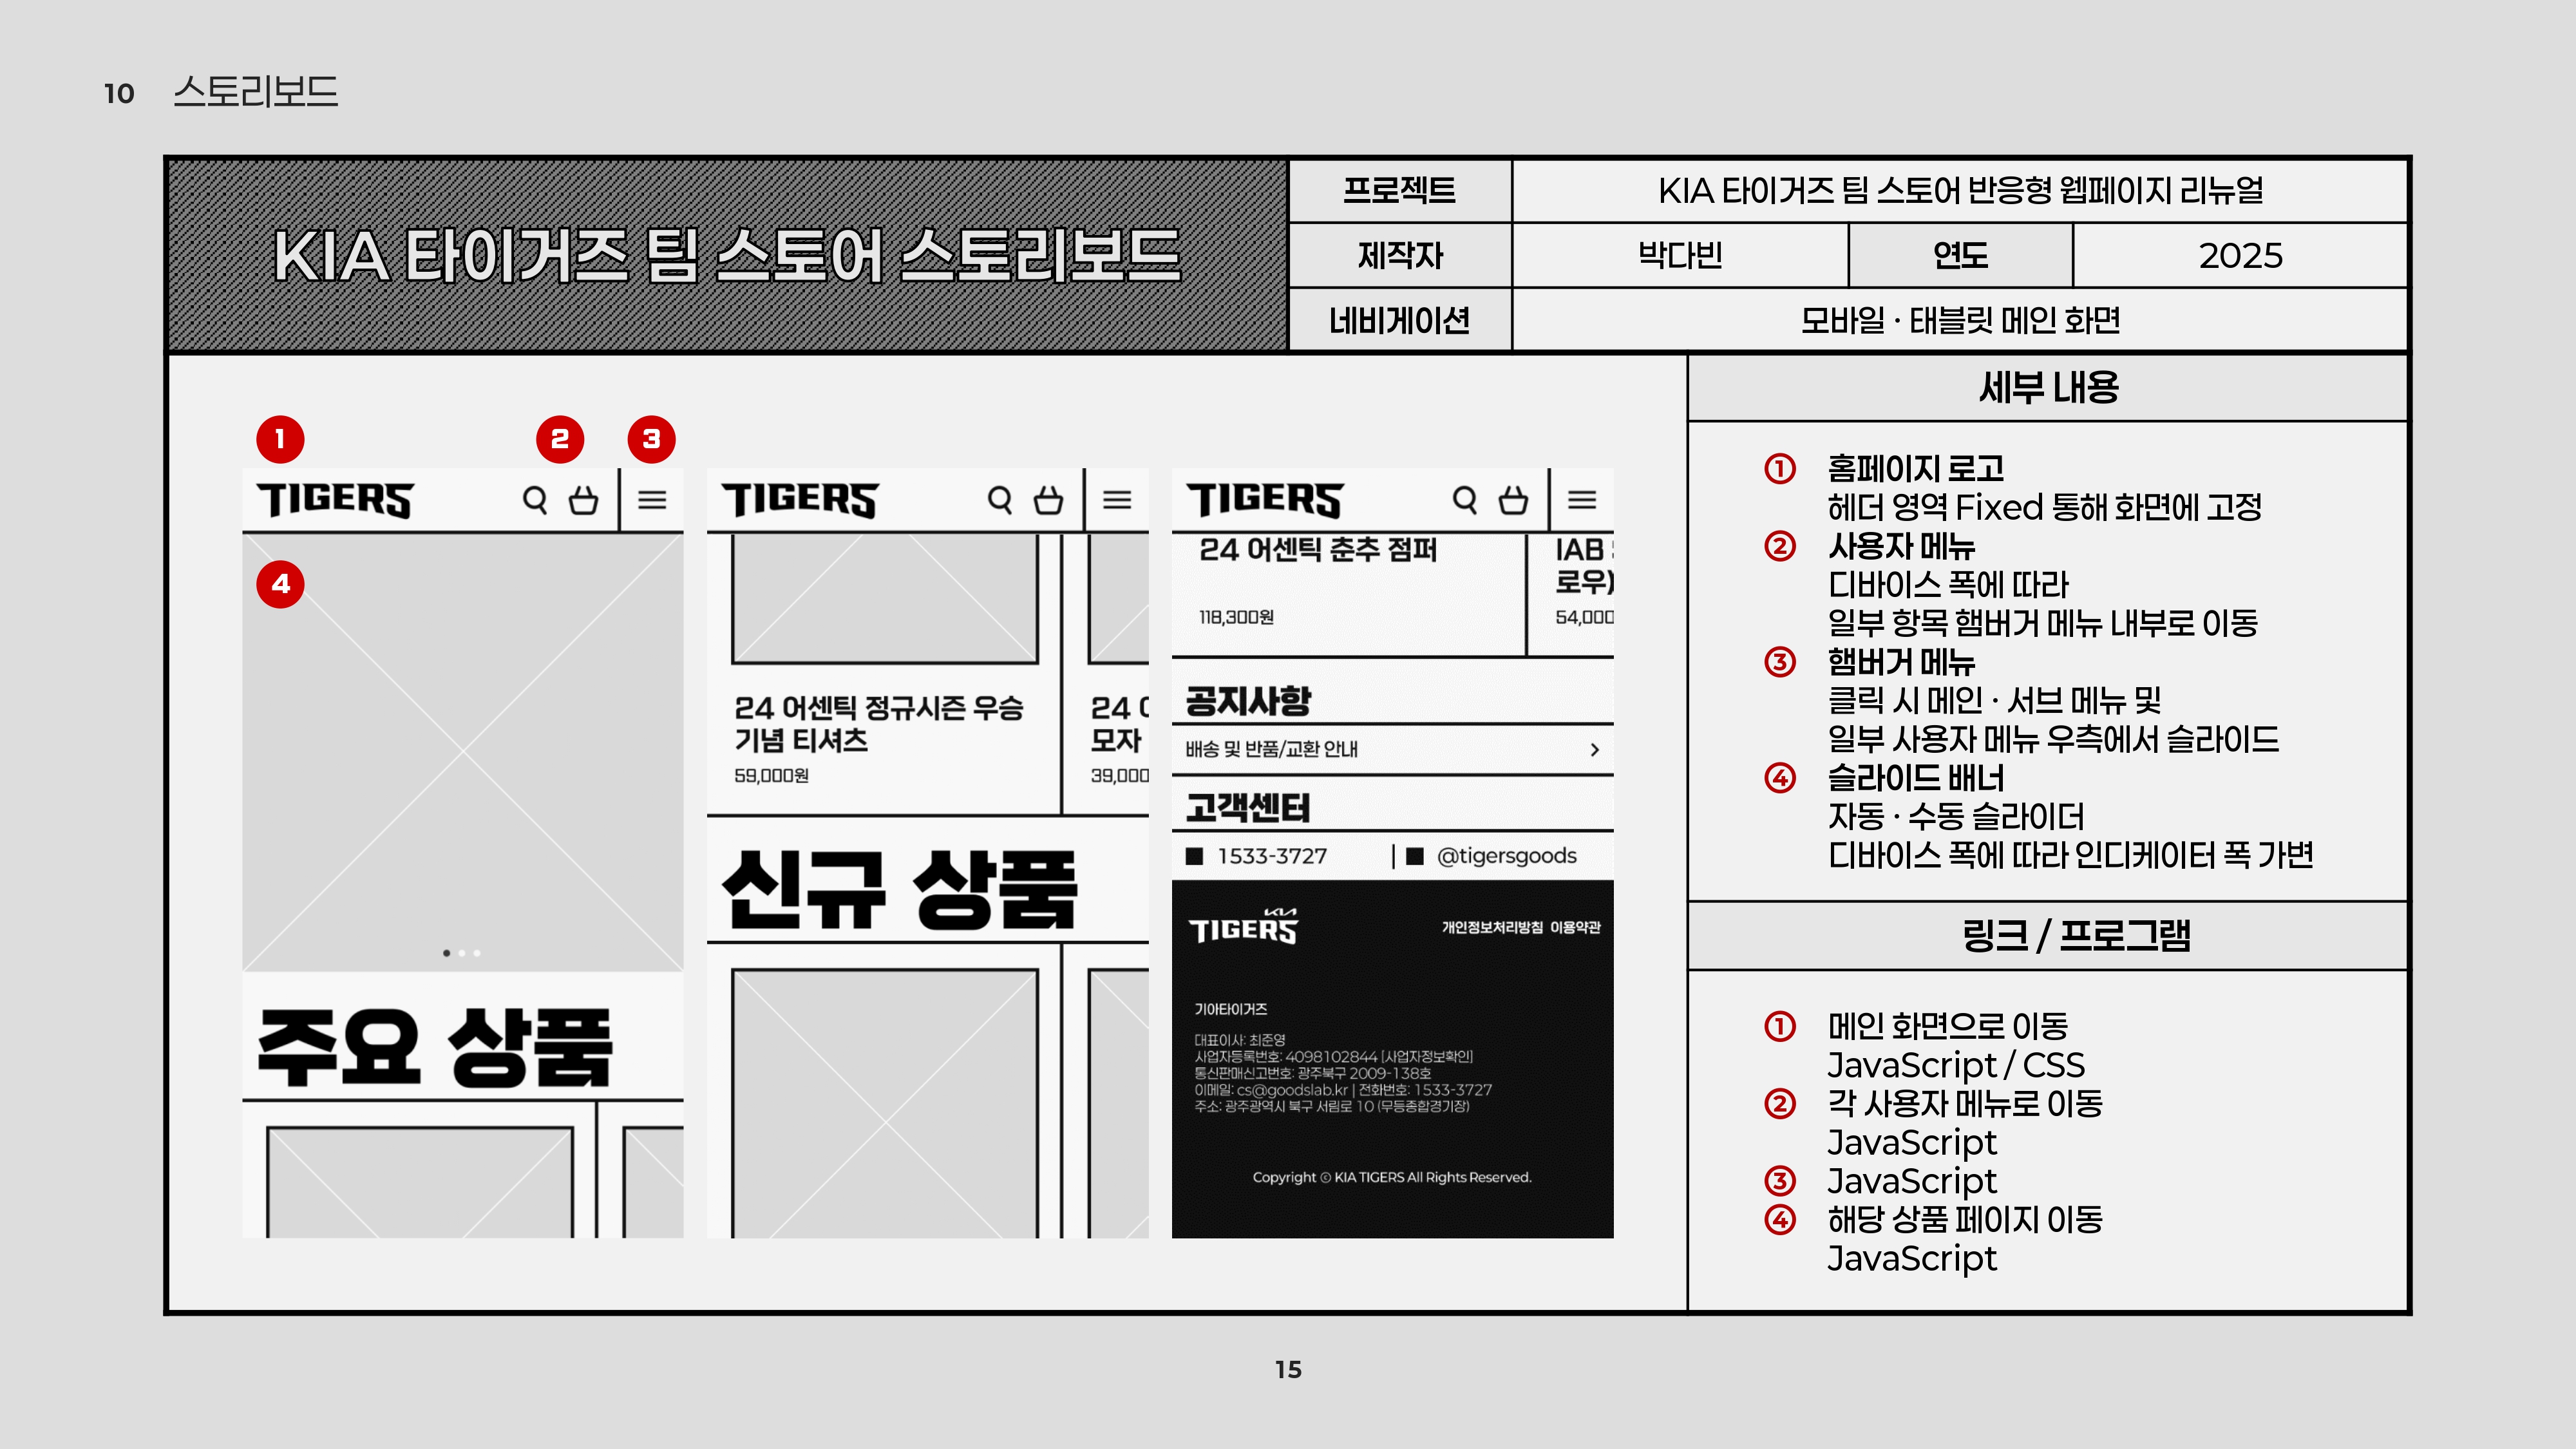 10 스토리보드
KIA 타이거즈 팀 스토어 스토리보드
프로젝트 KIA 타이거즈 팀 스토어 반응형 웹페이지 리뉴얼
제작자 박다빈 연도 2025
네비게이션 모바일 · 태블릿 메인 화면
1 2 3
TIGERS
4
주요 상품
TIGERS
24 어센틱 정규시즌 우승
기념 티셔츠
59,000원
24
모자
39,000
신규 상품
TIGERS
24 어센틱 춘추 점퍼
118,300원
IAB
로우)
54,000
공지사항
배송 및 반품/교환 안내
고객센터
1533-3727 @tigersgoods
KIA
TIGERS
개인정보처리방침 이용약관
기아타이거즈
대표이사: 최준영
사업자등록번호: 4098102844 [사업자정보확인]
통신판매신고번호: 광주북구 2009-138호
이메일: cs@goodslab.kr | 전화번호: 1533-3727
주소: 광주광역시 북구 서림로 10 (무등종합경기장)
Copyright ⓒ KIA TIGERS All Rights Reserved.
세부 내용
① 홈페이지 로고
헤더 영역 Fixed 통해 화면에 고정
② 사용자 메뉴
디바이스 폭에 따라
일부 항목 햄버거 메뉴 내부로 이동
③ 햄버거 메뉴
클릭 시 메인 · 서브 메뉴 및
일부 사용자 메뉴 우측에서 슬라이드
④ 슬라이드 배너
자동 · 수동 슬라이더
디바이스 폭에 따라 인디케이터 폭 가변
링크 / 프로그램
① 메인 화면으로 이동
JavaScript / CSS
② 각 사용자 메뉴로 이동
JavaScript
③ JavaScript
④ 해당 상품 페이지 이동
JavaScript
15